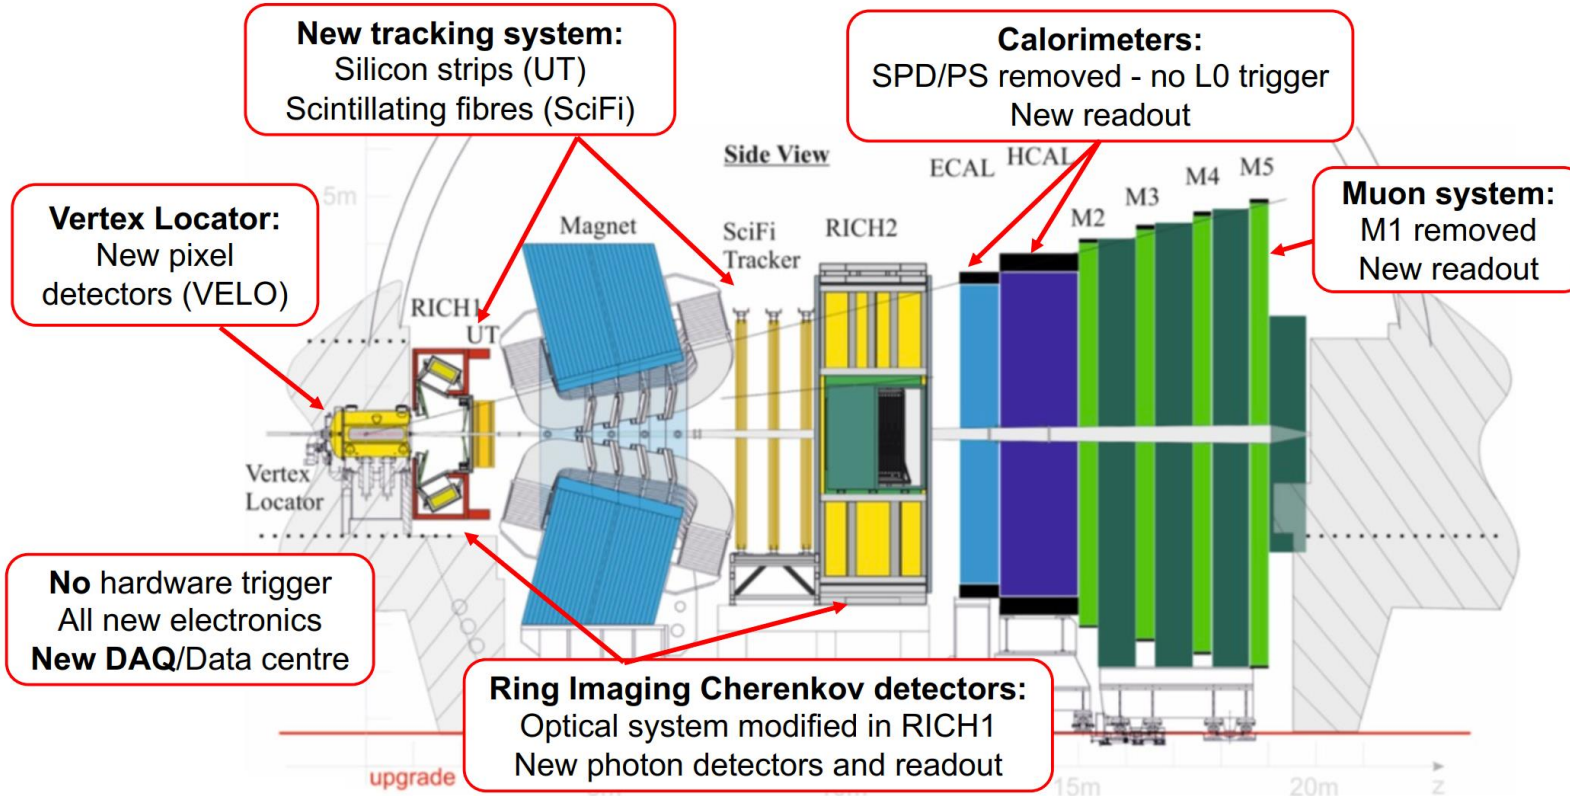 New tracking system:
Silicon strips (UT)
Scintillating fibres (SciFi)
Calorimeters:
SPD/PS removed - no L0 trigger
New readout
Side View
ECAL
HCAL
M2
M3
M4
M5
5m
Vertex Locator:
New pixel
detectors (VELO)
Muon system:
M1 removed
New readout
Magnet
SciFi
Tracker
RICH2
RICH1
UT
Vertex
Locator
No hardware trigger
All new electronics
New DAQ/Data centre
Ring Imaging Cherenkov detectors:
Optical system modified in RICH1
New photon detectors and readout
upgrade
15m
20m
z